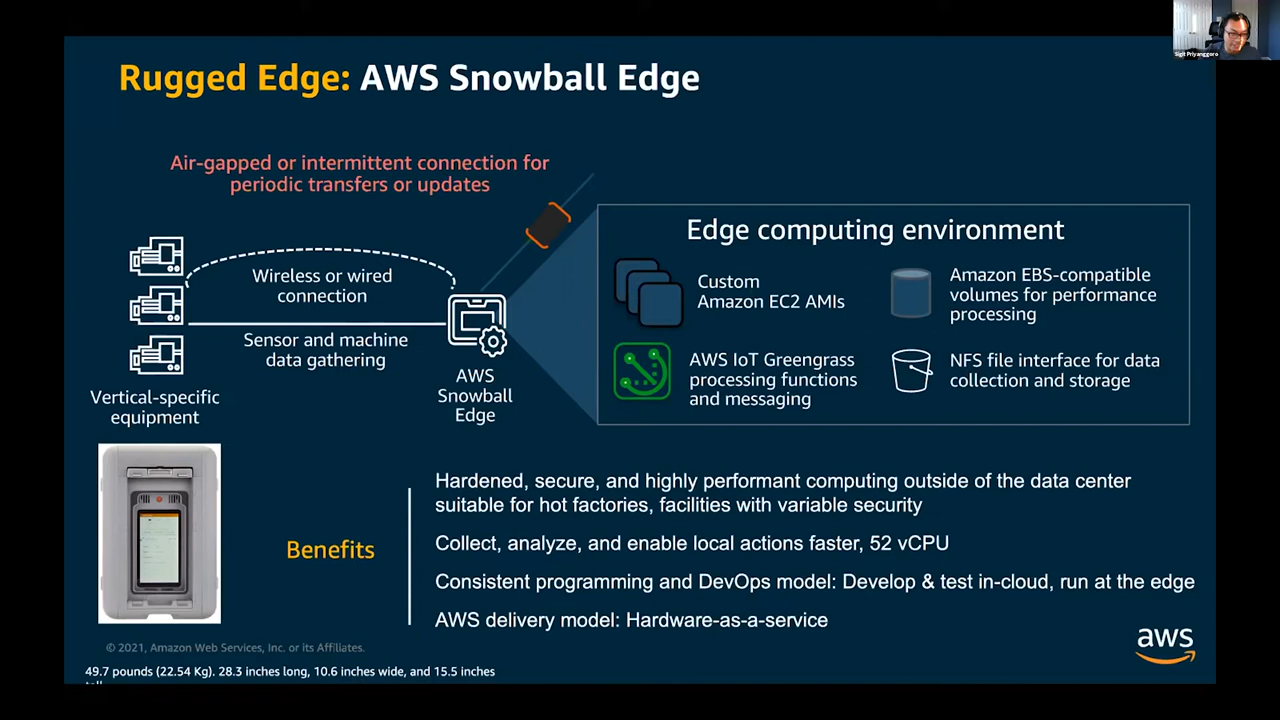 Rugged Edge: AWS Snowball Edge
Sigit Priyanggoro
Air-gapped or intermittent connection for
periodic transfers or updates
Wireless or wired
connection
Sensor and machine
data gathering
Vertical-specific
equipment
AWS
Snowball
Edge
Edge computing environment
Custom
Amazon EC2 AMIs
Amazon EBS-compatible
volumes for performance
processing
AWS IoT Greengrass
processing functions
and messaging
NFS file interface for data
collection and storage
Benefits
Hardened, secure, and highly performant computing outside of the data center
suitable for hot factories, facilities with variable security
Collect, analyze, and enable local actions faster, 52 vCPU
Consistent programming and DevOps model: Develop & test in-cloud, run at the edge
AWS delivery model: Hardware-as-a-service
© 2021, Amazon Web Services, Inc. or its Affiliates.
49.7 pounds (22.54 Kg). 28.3 inches long, 10.6 inches wide, and 15.5 inches
aws